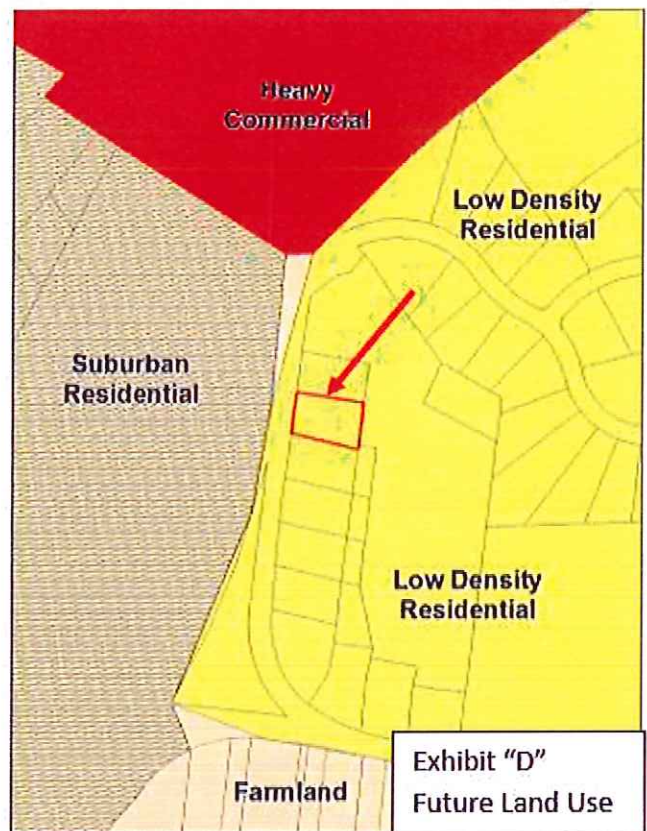 Heavy
Commercial
Low Density
Residential
Suburban
Residential
Low Density
Residential
Farmland
Exhibit "D"
Future Land Use